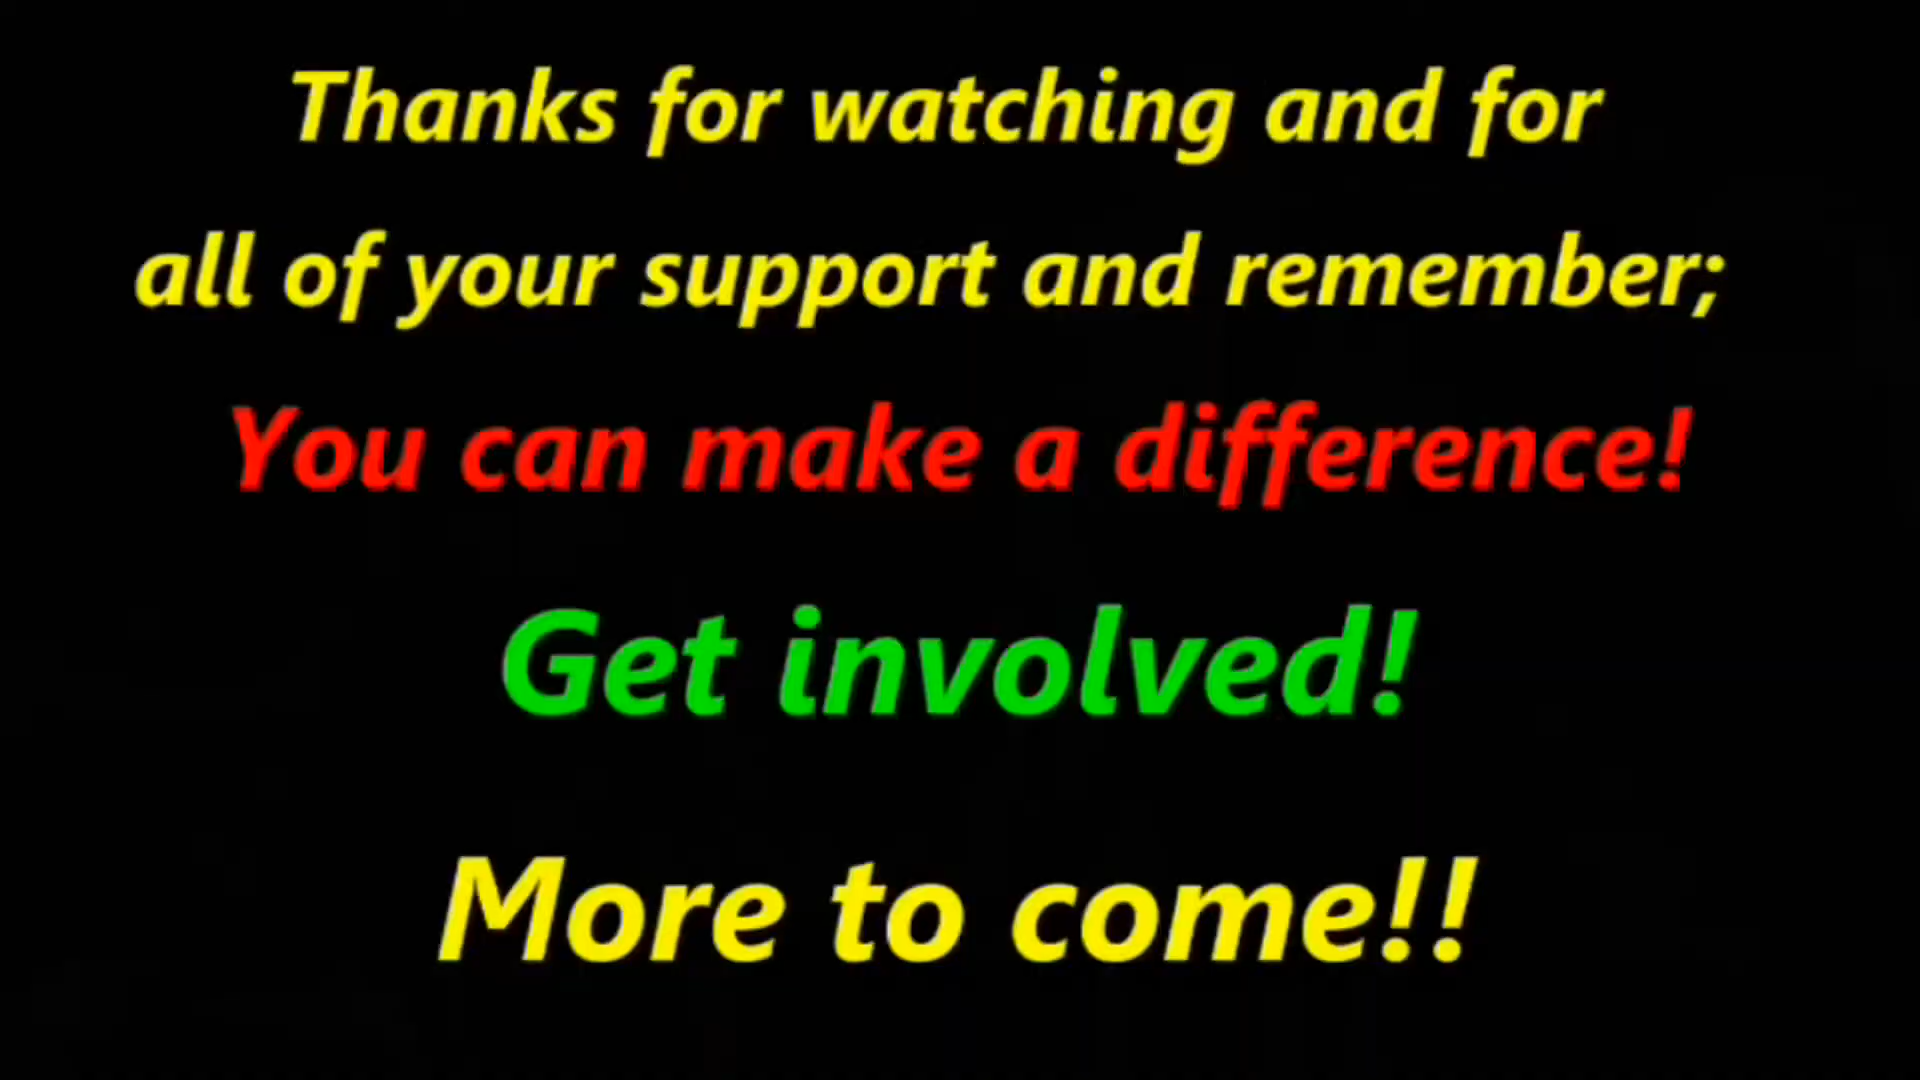 Thanks for watching and for
all of your support and remember;
You can make a difference!
Get involved!
More to come!!